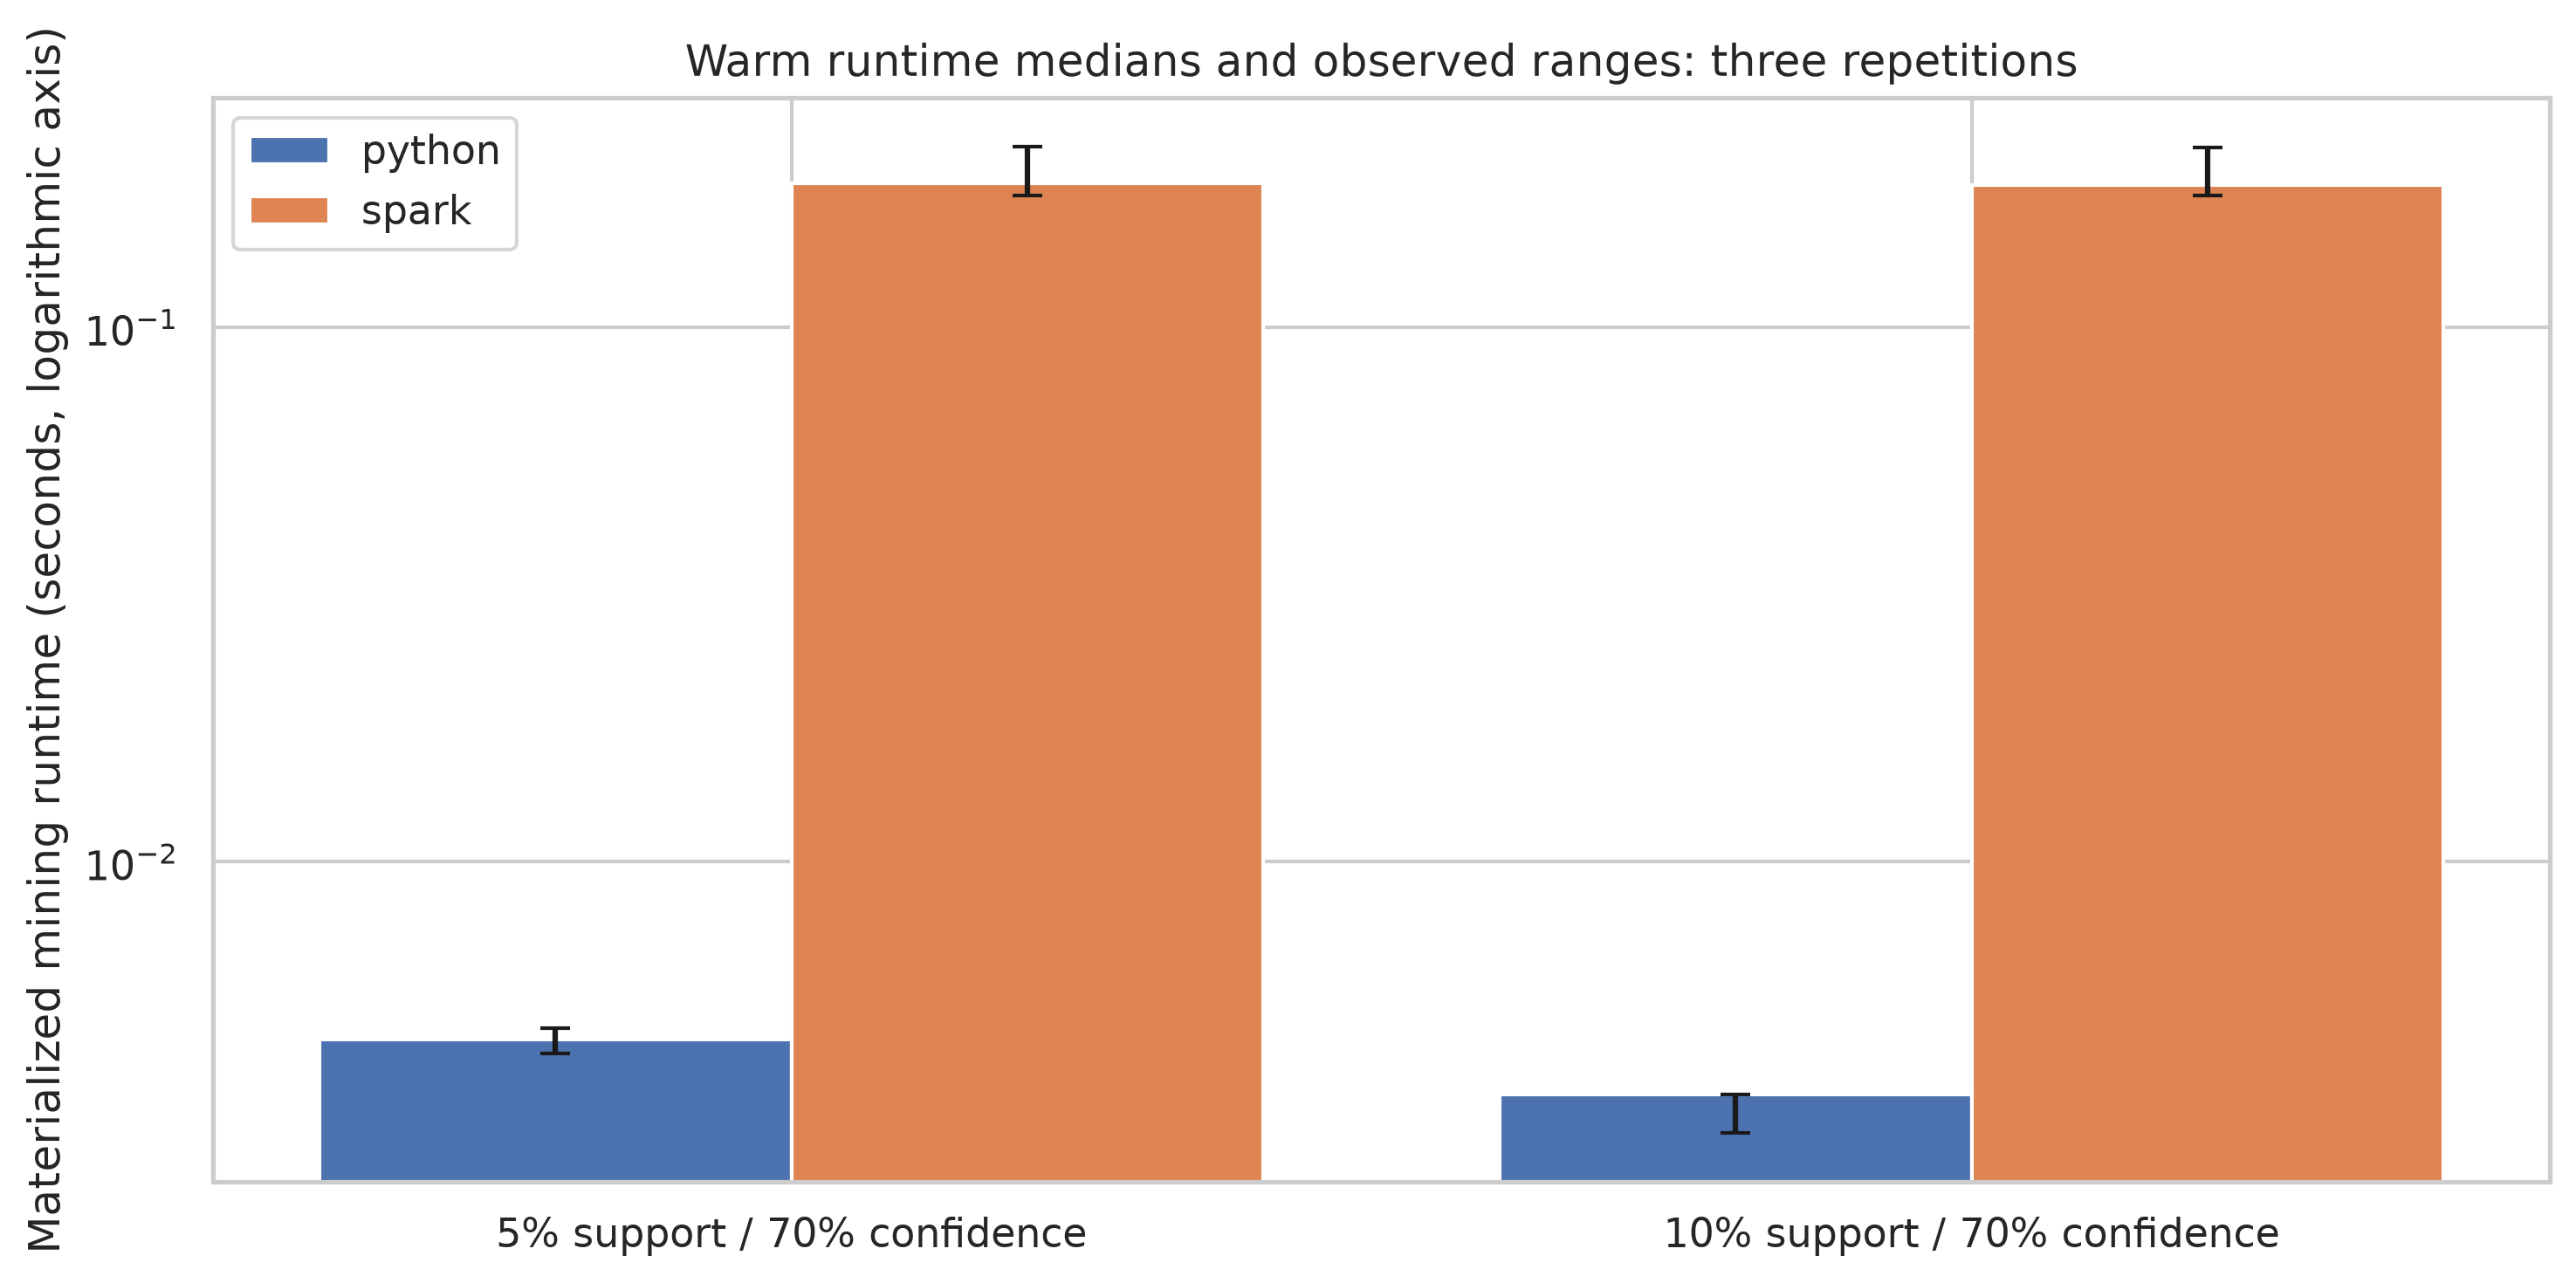 Warm runtime medians and observed ranges: three repetitions
python
spark
Materialized mining runtime (seconds, logarithmic axis)
10⁻¹
10⁻²
5% support / 70% confidence
10% support / 70% confidence